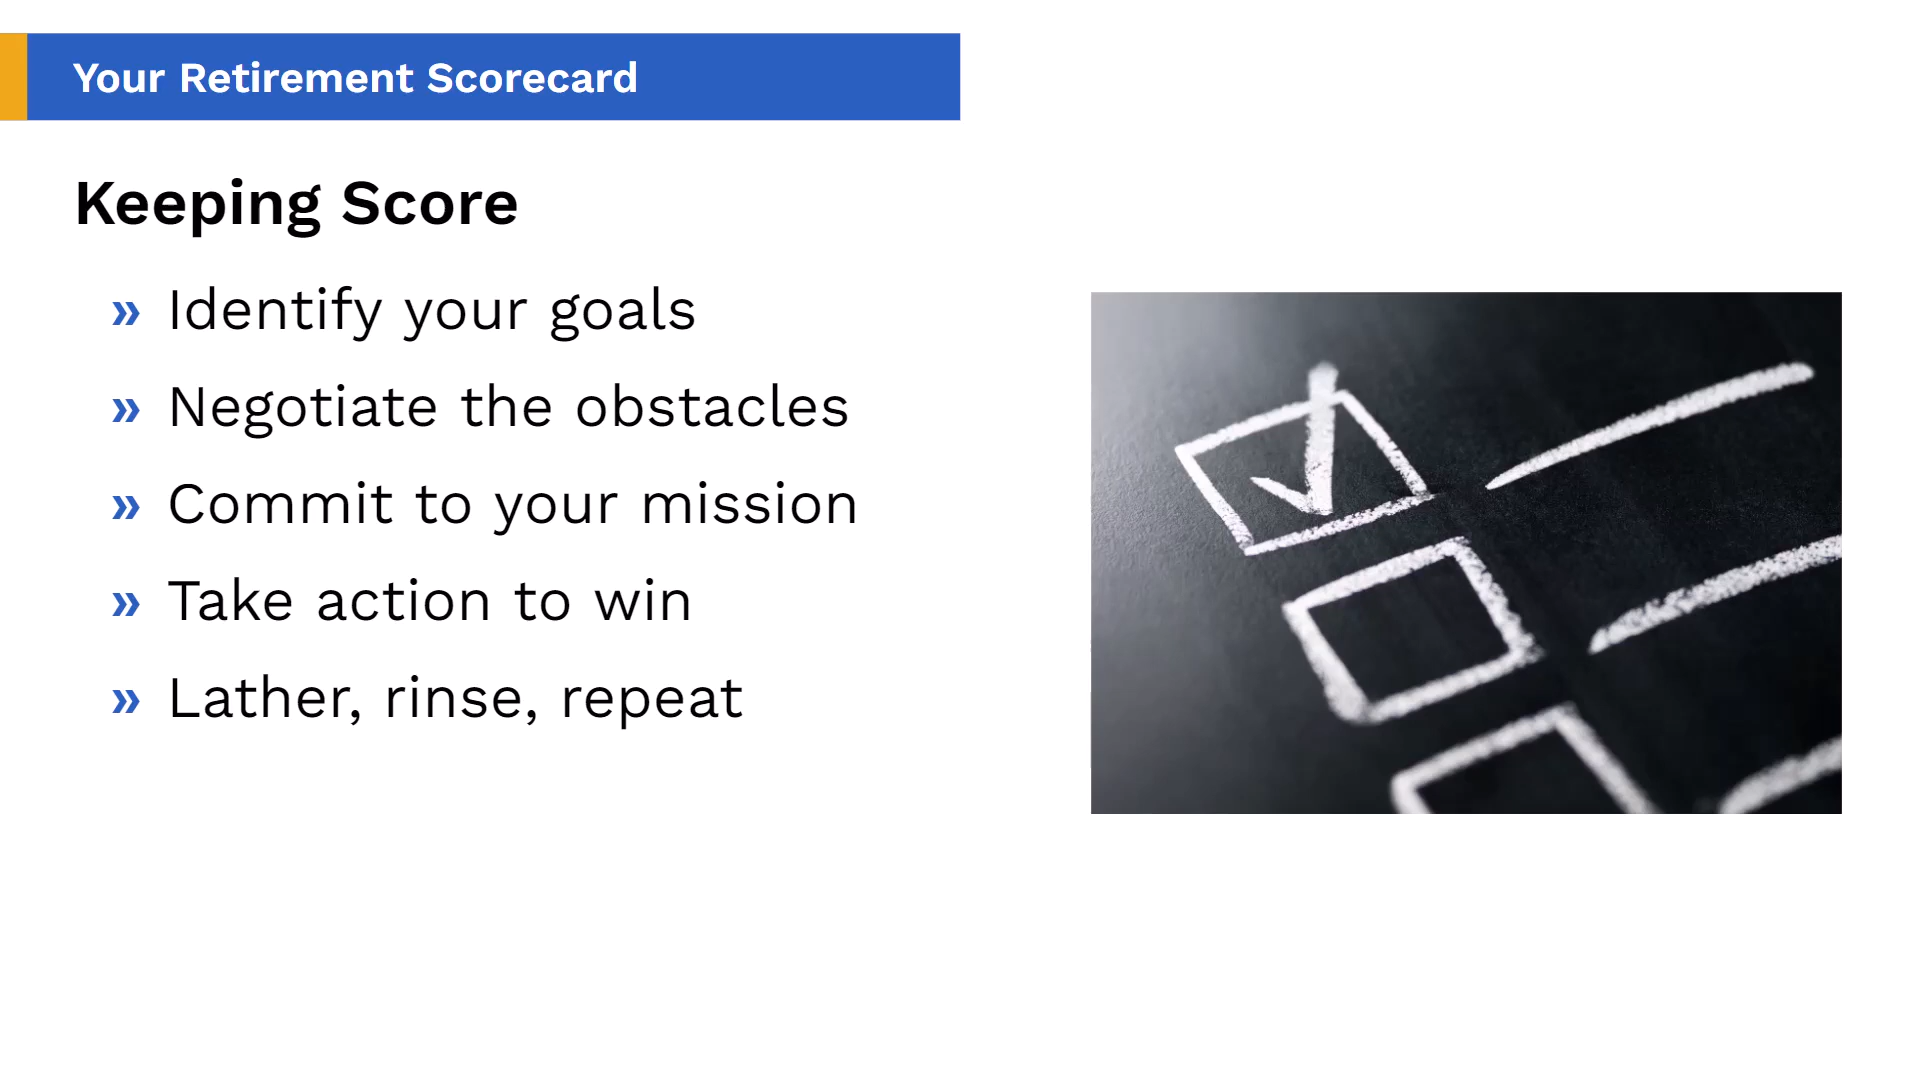 Your Retirement Scorecard
Keeping Score
» Identify your goals
» Negotiate the obstacles
» Commit to your mission
» Take action to win
» Lather, rinse, repeat